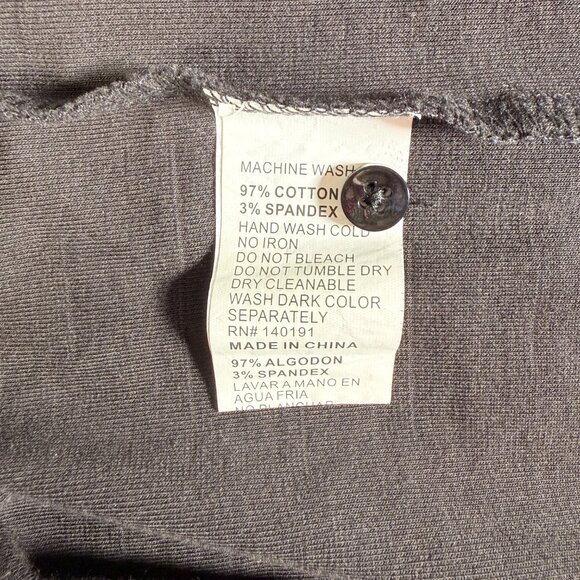 MACHINE WASH
97% COTTON
3% SPANDEX
HAND WASH COLD
NO IRON
DO NOT BLEACH
DO NOT TUMBLE DRY
DRY CLEANABLE
WASH DARK COLOR
SEPARATELY
RN# 140191
MADE IN CHINA
97% ALGODON
3% SPANDEX
LAVAR A MANO EN
AGUA FRIA
NO PLANCHAR